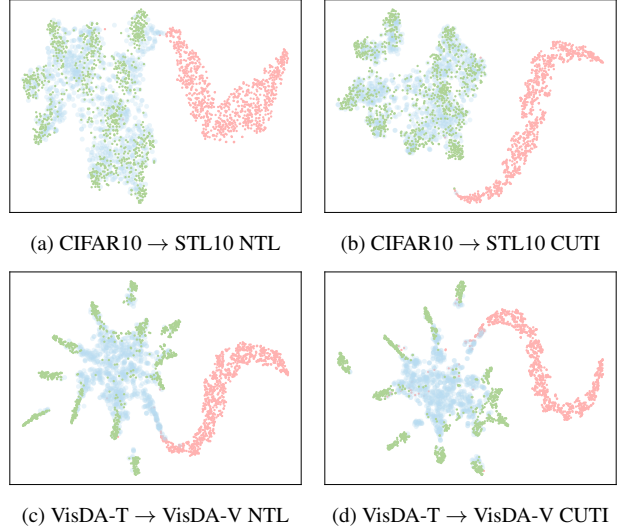 (a) CIFAR10 → STL10 NTL
(b) CIFAR10 → STL10 CUTI
(c) VisDA-T → VisDA-V NTL
(d) VisDA-T → VisDA-V CUTI